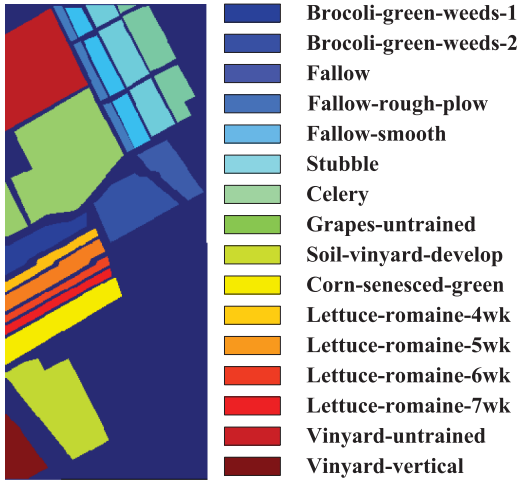 Brocoli-green-weeds-1
Brocoli-green-weeds-2
Fallow
Fallow-rough-plow
Fallow-smooth
Stubble
Celery
Grapes-untrained
Soil-vinyard-develop
Corn-senesced-green
Lettuce-romaine-4wk
Lettuce-romaine-5wk
Lettuce-romaine-6wk
Lettuce-romaine-7wk
Vinyard-untrained
Vinyard-vertical